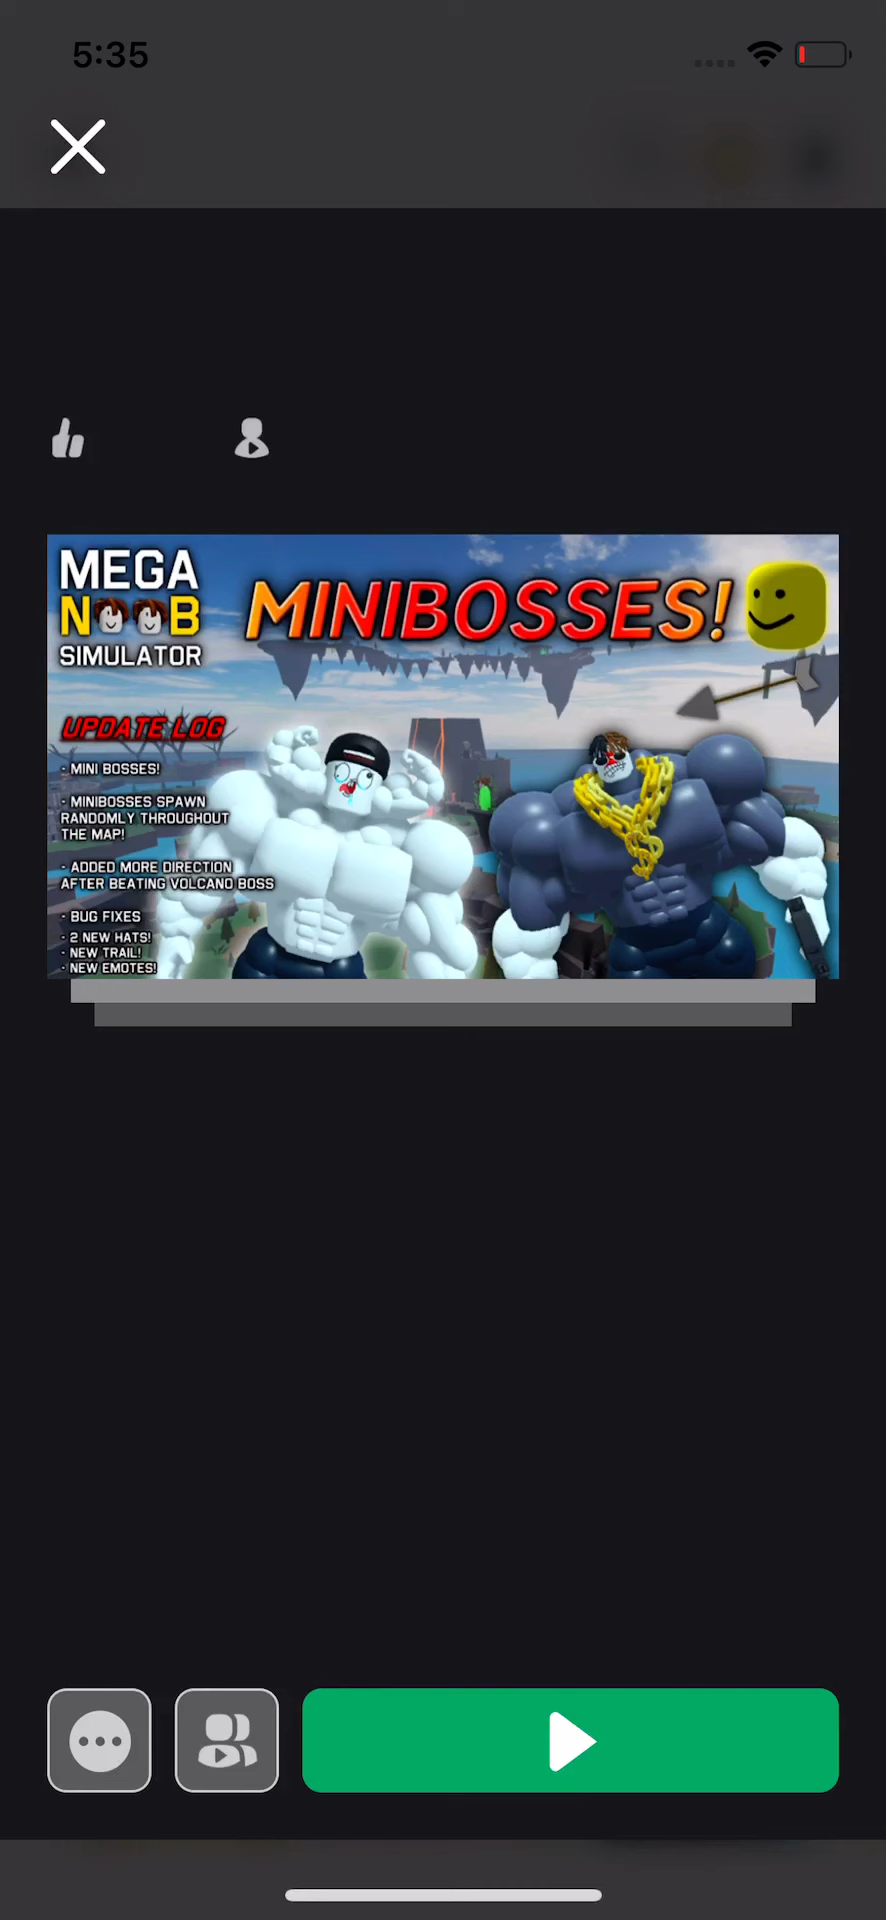 5:35
MEGA
NOOB
SIMULATOR
MINIBOSSES!
UPDATE LOG
- MINI BOSSES!
- MINIBOSSES SPAWN
RANDOMLY THROUGHOUT
THE MAP!
- ADDED MORE DIRECTION
AFTER BEATING VOLCANO BOSS
- BUG FIXES
- 2 NEW HATS!
- NEW TRAIL!
- NEW EMOTES!